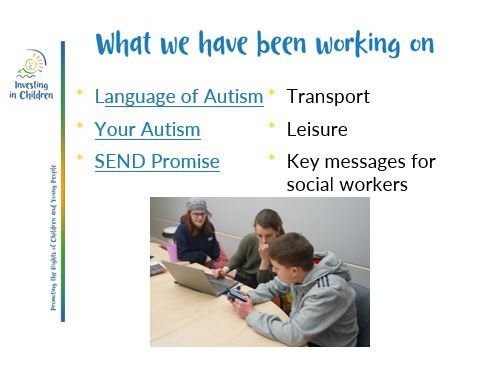 What we have been working on
Investing
in Children
Promoting the Rights of Children and Young People
* Language of Autism
* Your Autism
* SEND Promise
* Transport
* Leisure
* Key messages for
social workers